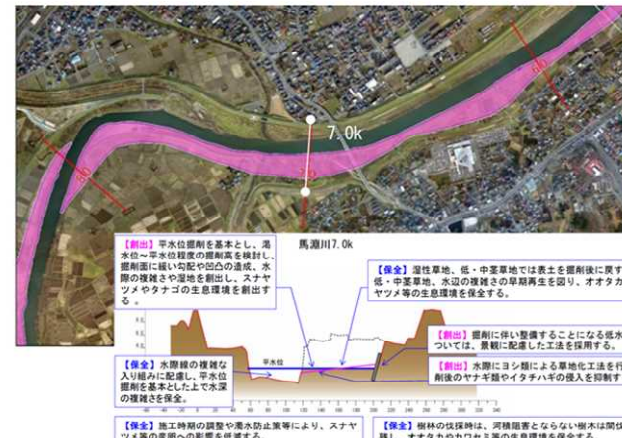 7.0k
馬淵川7.0k
【創出】平水位掘削を基本とし、渇
水位～平水位程度の掘削高を検討し、
掘削面に緩い勾配や凹凸の造成、水
際の複雑さや湿地を創出し、スナヤ
ツメやタナゴの生息環境を創出す
る。
【保全】湿性草地、低・中茎草地では表土を掘削後に戻す
低・中茎草地、水辺の複雑さの早期再生を図り、オオタカ
ヤツメ等の生息環境を保全する。
【創出】掘削に伴い整備することになる低水
ついては、景観に配慮した工法を採用する。
平水位
【保全】水際線の複雑な
入り組みに配慮し、平水位
掘削を基本とした上で水深
の複雑さを保全。
【創出】水際にヨシ類による草地化工法を行
削後のヤナギ類やイタチハギの侵入を抑制す
【保全】施工時期の調整や濁水防止策等により、スナヤ
ツメ等の産卵への影響を低減する。
【保全】樹林の伐採時は、河積阻害とならない樹木は間伐
残し、オオタカやカワセミ等の生息環境を保全する。